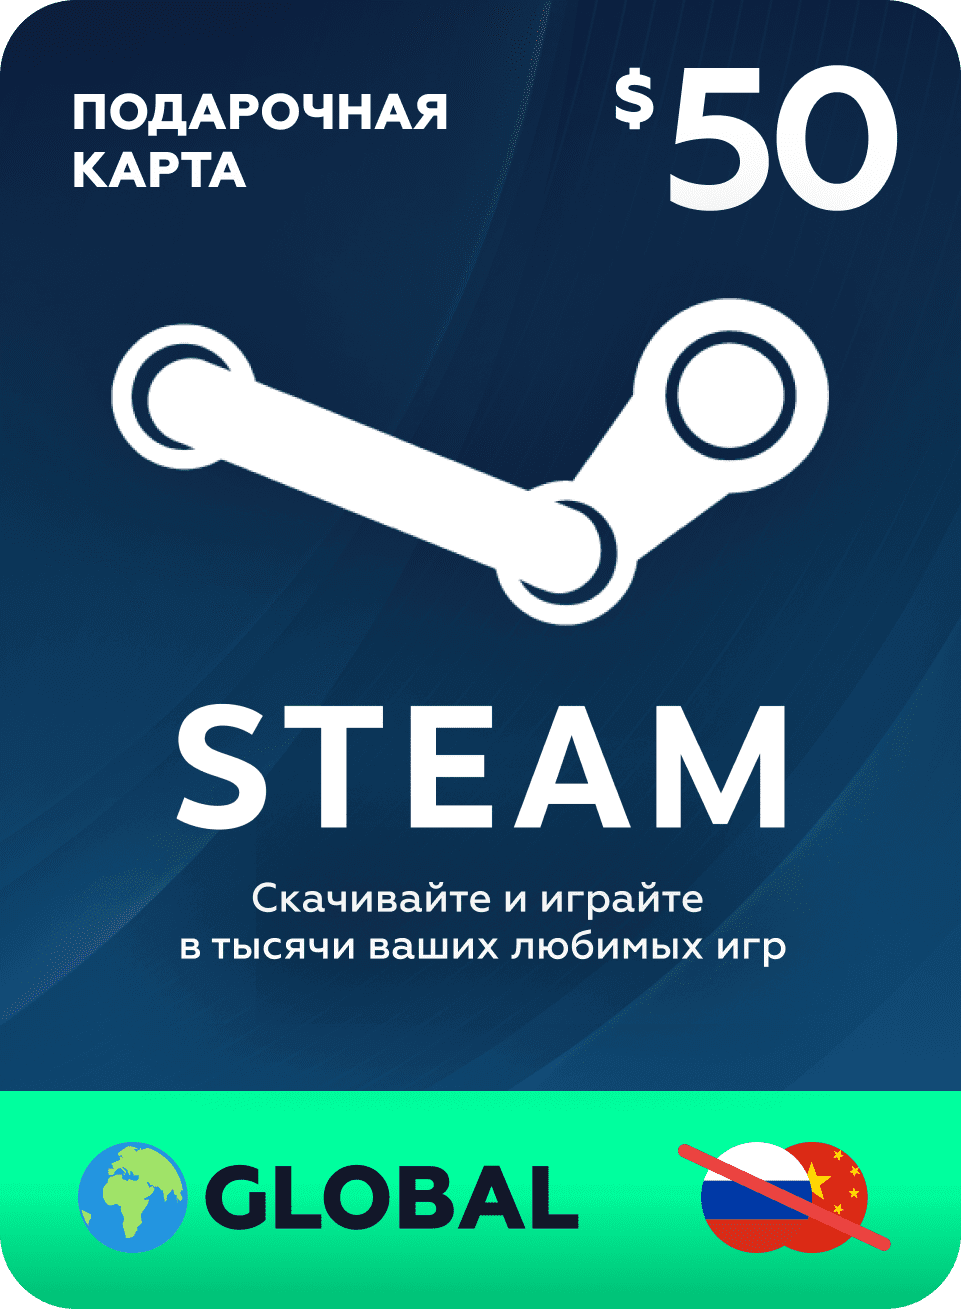 ПОДАРОЧНАЯ
КАРТА
$50
STEAM
Скачивайте и играйте
в тысячи ваших любимых игр
GLOBAL